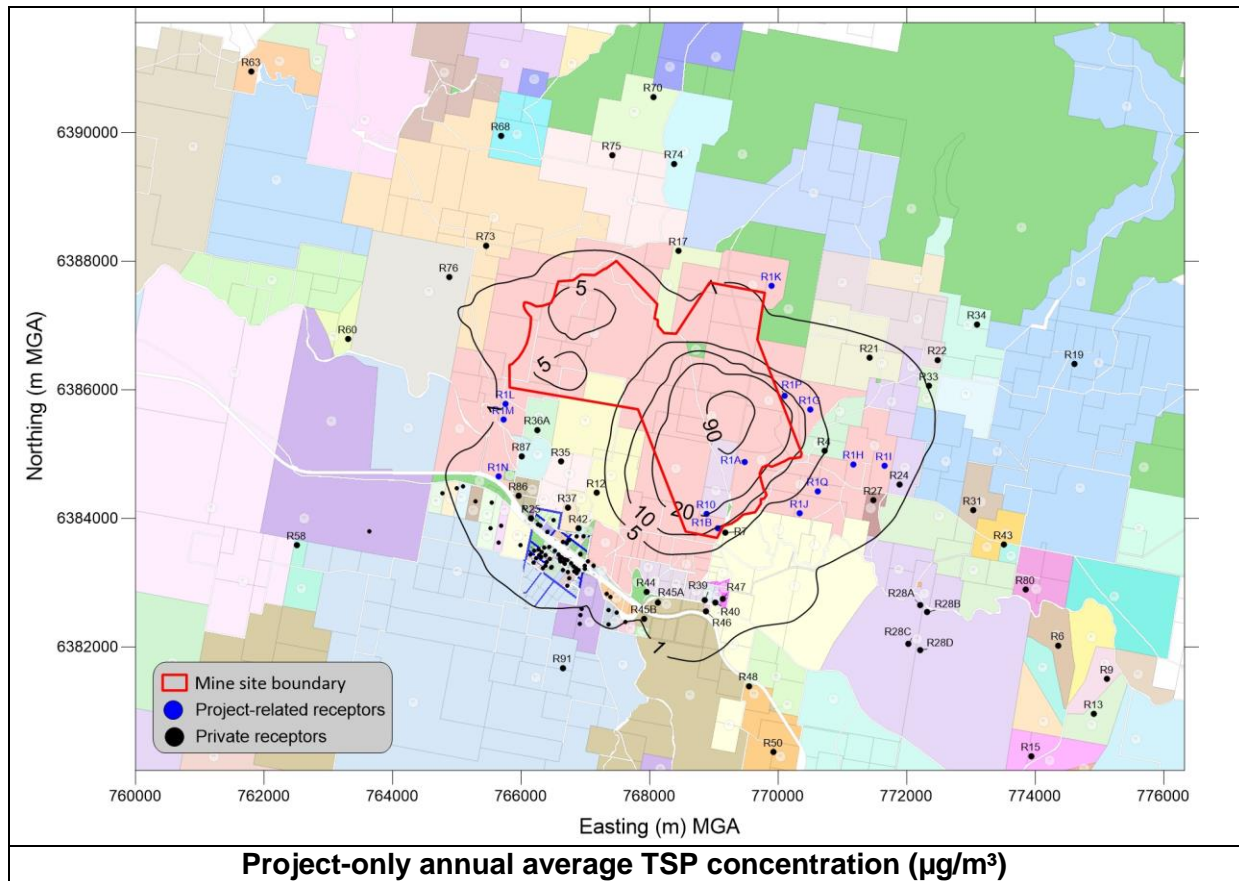 R63
R70
6390000
R68
R75
R74
R73
R17
6388000
R76
R1K
5
1
R34
R60
R21
R22
R19
5
R33
6386000
R1P
R1L
R1M
1
R36A
90
R4
R87
R35
R1A
R1H
R1I
R1N
R12
R24
R86
R1Q
R27
R37
20
R1J
R31
6384000
R25
R42
10
R1B
R7
5
R43
R58
R44
R45A
R39
R47
R80
R28A
R28B
R45B
R40
R46
R28C
R28D
R6
6382000
1
R91
R48
R9
R13
R50
R15
Northing (m MGA)
Mine site boundary
Project-related receptors
Private receptors
760000 762000 764000 766000 768000 770000 772000 774000 776000
Easting (m) MGA
Project-only annual average TSP concentration (µg/m³)